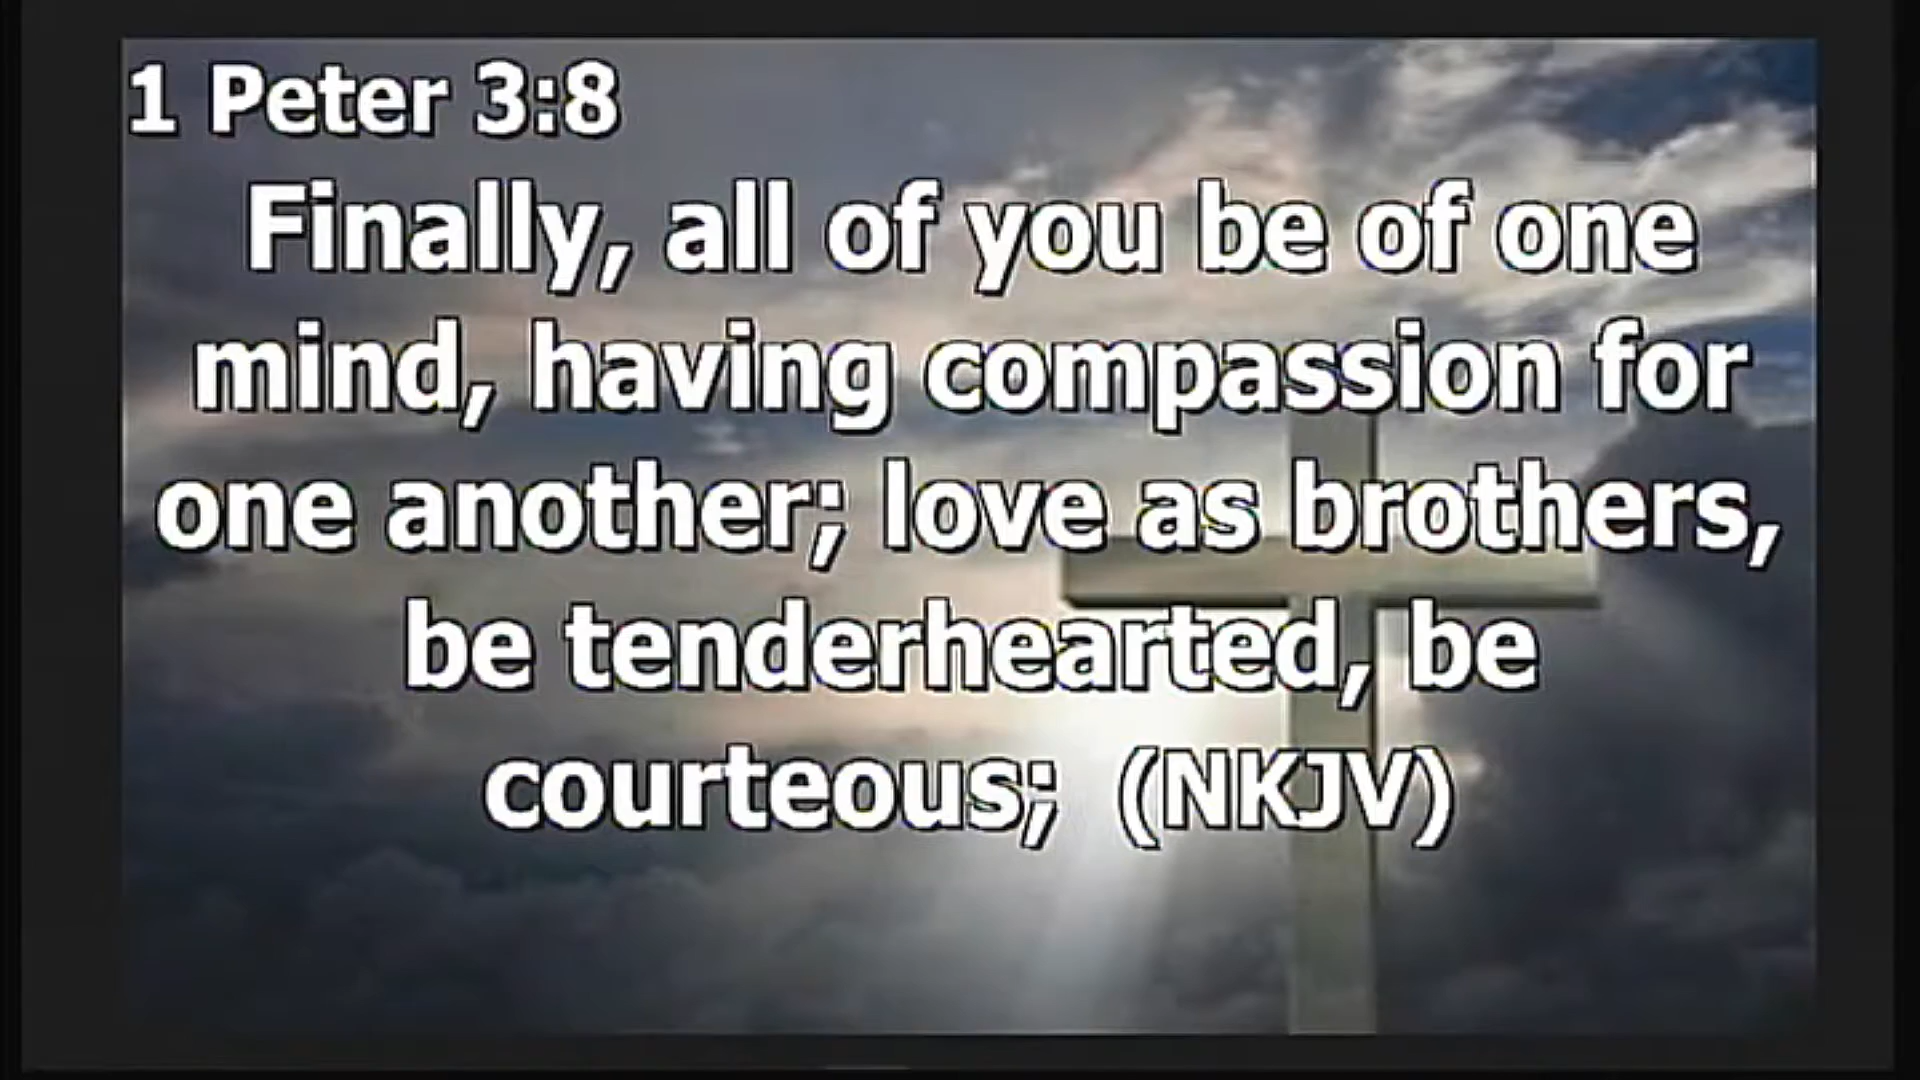 1 Peter 3:8
Finally, all of you be of one
mind, having compassion for
one another; love as brothers,
be tenderhearted, be
courteous; (NKJV)